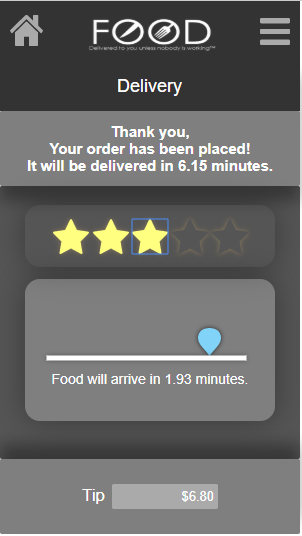 FOOD
Delivered to you unless nobody is working!™
Delivery
Thank you,
Your order has been placed!
It will be delivered in 6.15 minutes.
Food will arrive in 1.93 minutes.
Tip $6.80